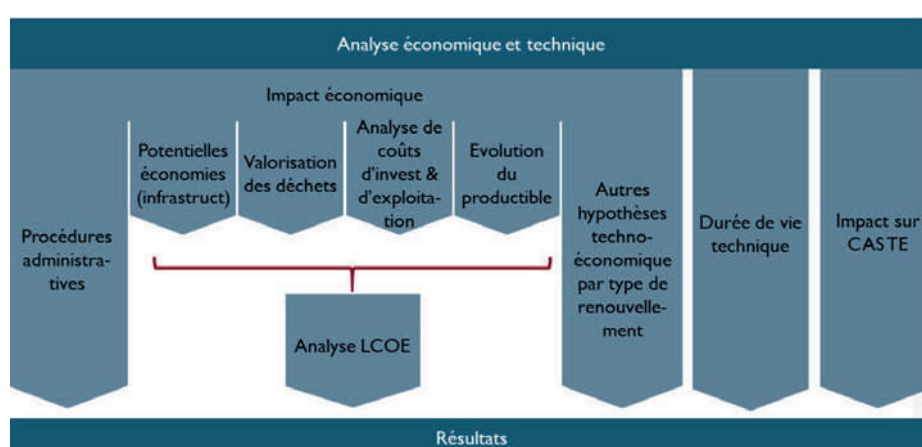 Analyse économique et technique
Impact économique
Procédures
administra-
tives
Potentielles
économies
(infrastruct)
Valorisation
des déchets
Analyse de
coûts
d'invest &
d'exploita-
tion
Evolution
du
productible
Analyse LCOE
Autres
hypothèses
techno-
économique
par type de
renouvelle-
ment
Durée de vie
technique
Impact sur
CASTE
Résultats